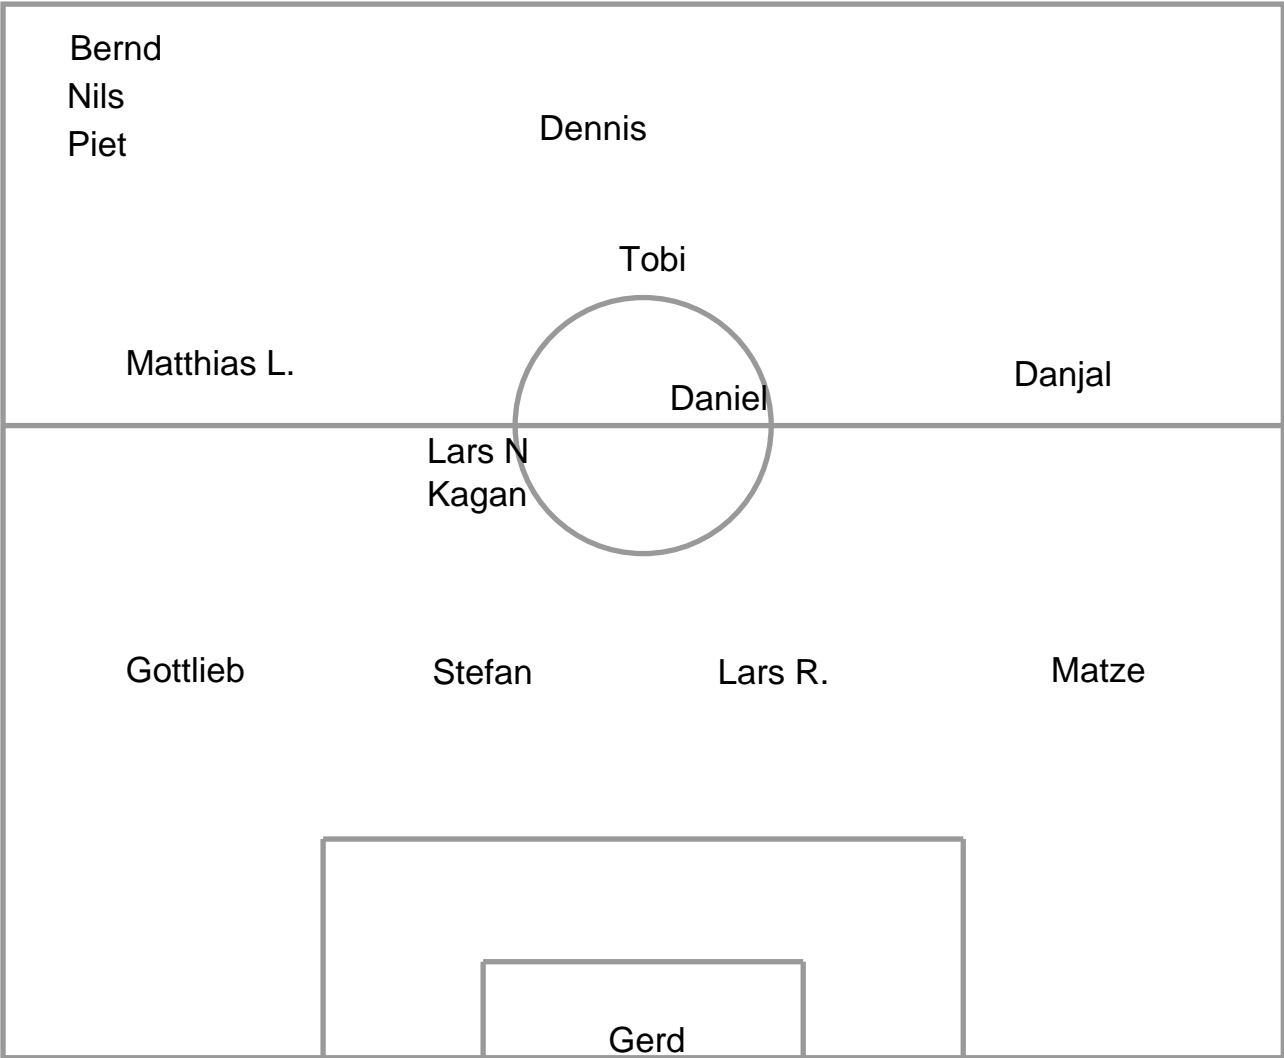 Bernd
Nils
Piet
Dennis
Tobi
Matthias L.
Danjal
Daniel
Lars N
Kagan
Gottlieb
Stefan
Lars R.
Matze
Gerd